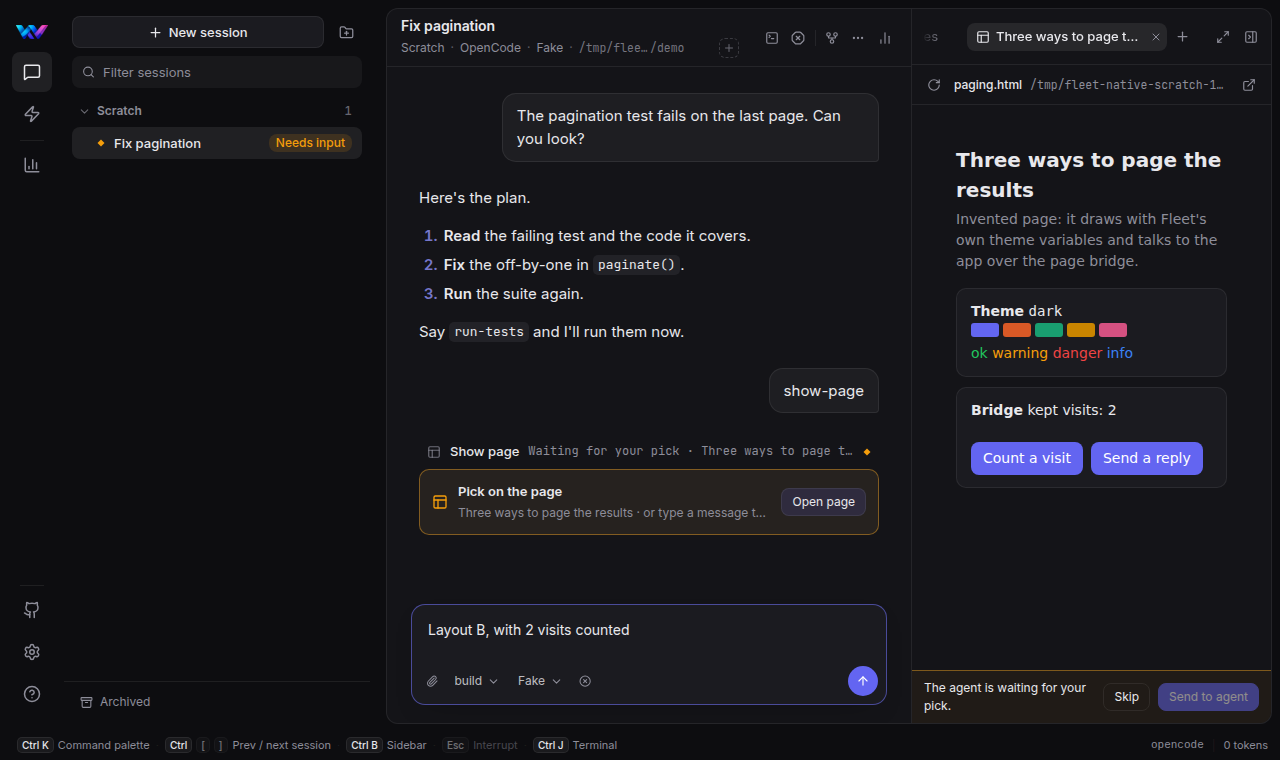 New session
Filter sessions
Scratch 1
Fix pagination Needs input
Archived
Fix pagination
Scratch · OpenCode · Fake · /tmp/flee…/demo
The pagination test fails on the last page. Can
you look?
Here's the plan.
1. Read the failing test and the code it covers.
2. Fix the off-by-one in paginate().
3. Run the suite again.
Say run-tests and I'll run them now.
show-page
Show page Waiting for your pick · Three ways to page t…
Pick on the page
Three ways to page the results · or type a message t...
Open page
Layout B, with 2 visits counted
build Fake
es
Three ways to page t...
paging.html /tmp/fleet-native-scratch-1…
Three ways to page the
results
Invented page: it draws with Fleet's
own theme variables and talks to the
app over the page bridge.
Theme dark
ok warning danger info
Bridge kept visits: 2
Count a visit Send a reply
The agent is waiting for your
pick.
Skip Send to agent
Ctrl K Command palette Ctrl [ ] Prev / next session Ctrl B Sidebar Esc Interrupt Ctrl J Terminal opencode 0 tokens